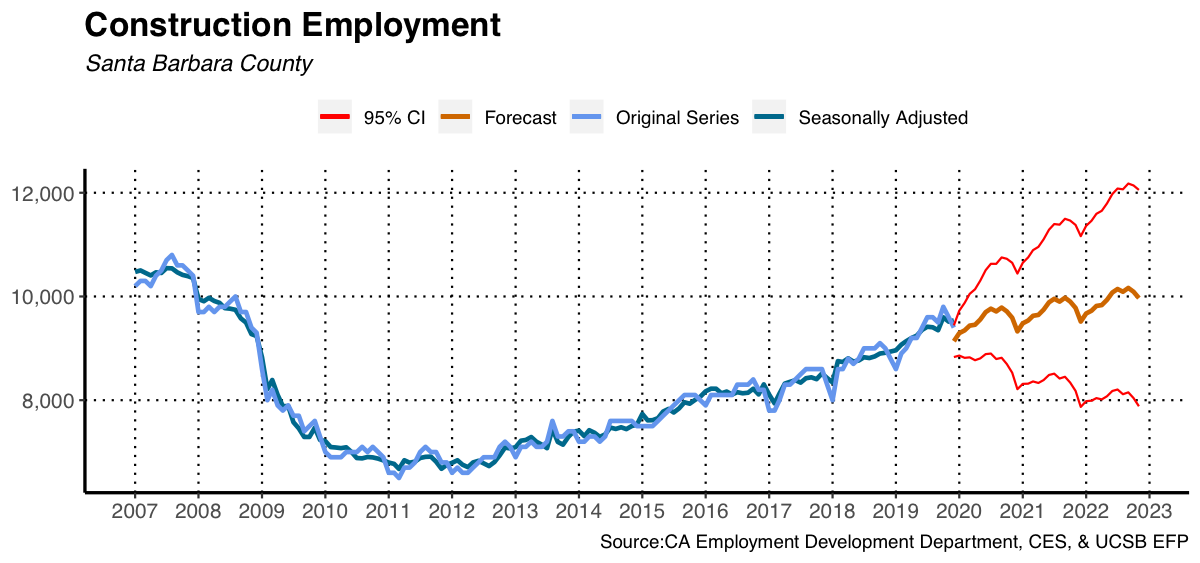 Construction Employment
Santa Barbara County
95% CI Forecast Original Series Seasonally Adjusted
12,000
10,000
8,000
2007 2008 2009 2010 2011 2012 2013 2014 2015 2016 2017 2018 2019 2020 2021 2022 2023
Source:CA Employment Development Department, CES, & UCSB EFP